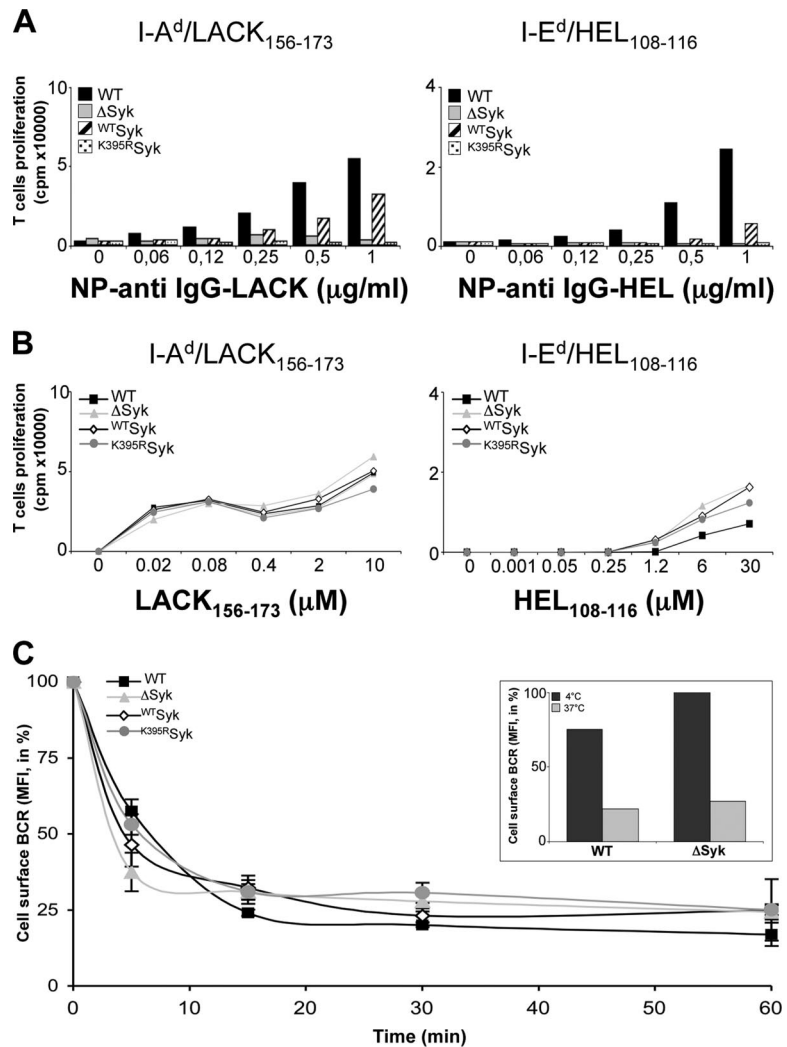 A
I-Aᵈ/LACK₁₅₆₋₁₇₃
I-Eᵈ/HEL₁₀₈₋₁₁₆
T cells proliferation
(cpm x10000)
10
5
0
WT
ΔSyk
ᵂᵀSyk
ᴷ³⁹⁵ᴿSyk
0 0,06 0,12 0,25 0,5 1
NP-anti IgG-LACK (μg/ml)
4
2
0
WT
ΔSyk
ᵂᵀSyk
ᴷ³⁹⁵ᴿSyk
0 0,06 0,12 0,25 0,5 1
NP-anti IgG-HEL (μg/ml)
B
I-Aᵈ/LACK₁₅₆₋₁₇₃
I-Eᵈ/HEL₁₀₈₋₁₁₆
T cells proliferation
(cpm x10000)
10
5
0
WT
ΔSyk
ᵂᵀSyk
ᴷ³⁹⁵ᴿSyk
0 0.02 0.08 0.4 2 10
LACK₁₅₆₋₁₇₃ (μM)
4
2
0
WT
ΔSyk
ᵂᵀSyk
ᴷ³⁹⁵ᴿSyk
0 0.001 0.05 0.25 1.2 6 30
HEL₁₀₈₋₁₁₆ (μM)
C
Cell surface BCR (MFI, in %)
100
75
50
25
0
WT
ΔSyk
ᵂᵀSyk
ᴷ³⁹⁵ᴿSyk
0 10 20 30 40 50 60
Time (min)
Cell surface BCR (MFI, in %)
100
50
0
4°C
37°C
WT ΔSyk